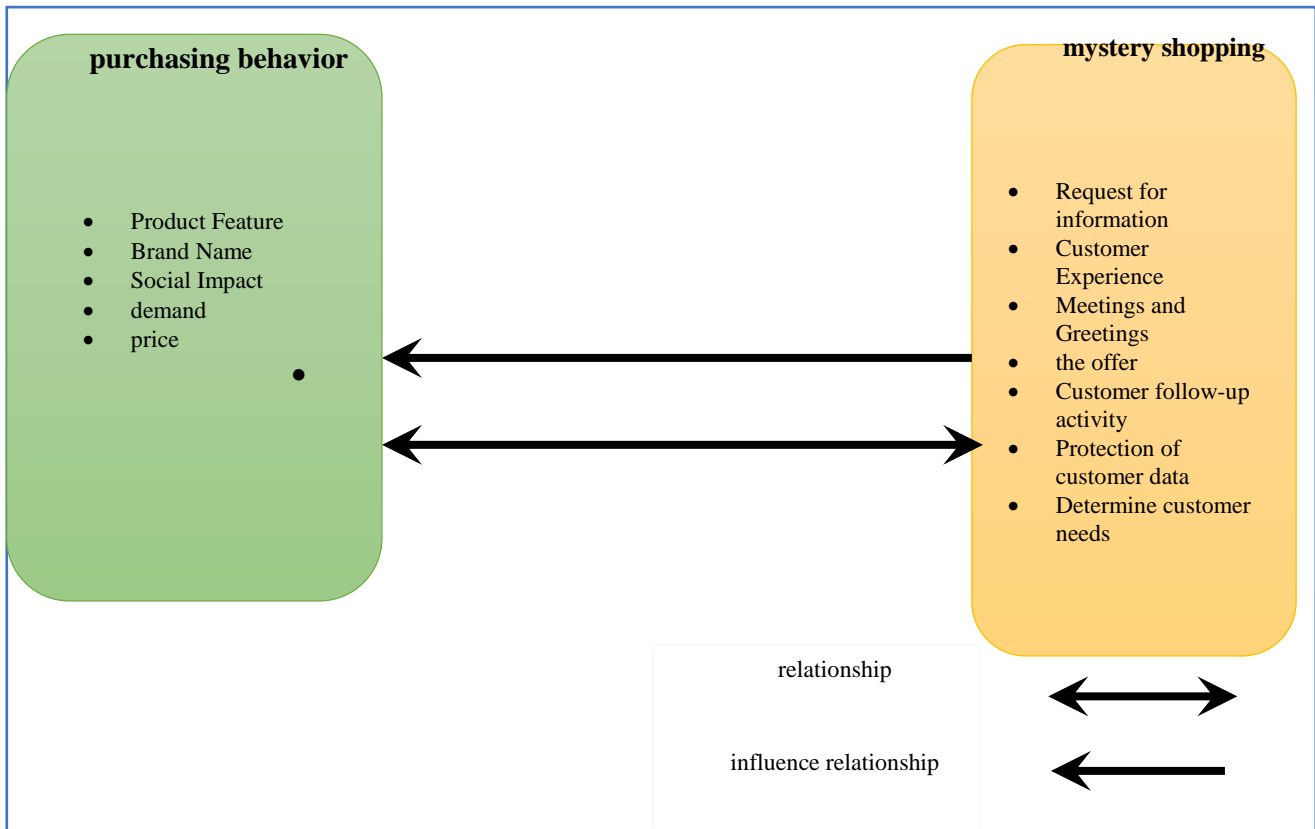 purchasing behavior
• Product Feature
• Brand Name
• Social Impact
• demand
• price
•
mystery shopping
• Request for
information
• Customer
Experience
• Meetings and
Greetings
• the offer
• Customer follow-up
activity
• Protection of
customer data
• Determine customer
needs
relationship
influence relationship